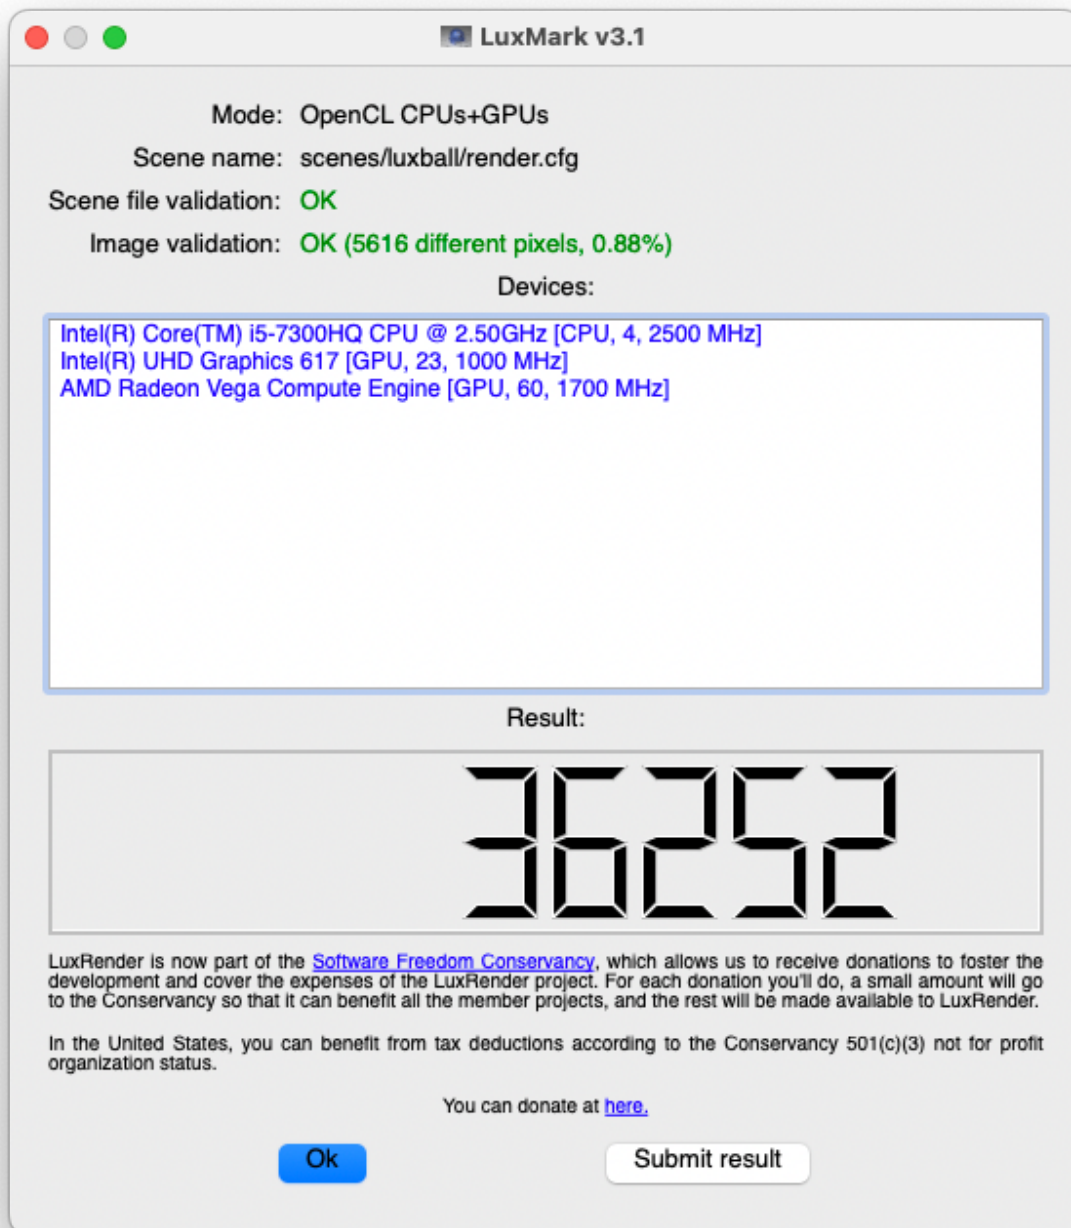 LuxMark v3.1
Mode: OpenCL CPUs+GPUs
Scene name: scenes/luxball/render.cfg
Scene file validation: OK
Image validation: OK (5616 different pixels, 0.88%)
Devices:
Intel(R) Core(TM) i5-7300HQ CPU @ 2.50GHz [CPU, 4, 2500 MHz]
Intel(R) UHD Graphics 617 [GPU, 23, 1000 MHz]
AMD Radeon Vega Compute Engine [GPU, 60, 1700 MHz]
Result:
36252
LuxRender is now part of the Software Freedom Conservancy, which allows us to receive donations to foster the
development and cover the expenses of the LuxRender project. For each donation you'll do, a small amount will go
to the Conservancy so that it can benefit all the member projects, and the rest will be made available to LuxRender.
In the United States, you can benefit from tax deductions according to the Conservancy 501(c)(3) not for profit
organization status.
You can donate at here.
Ok
Submit result